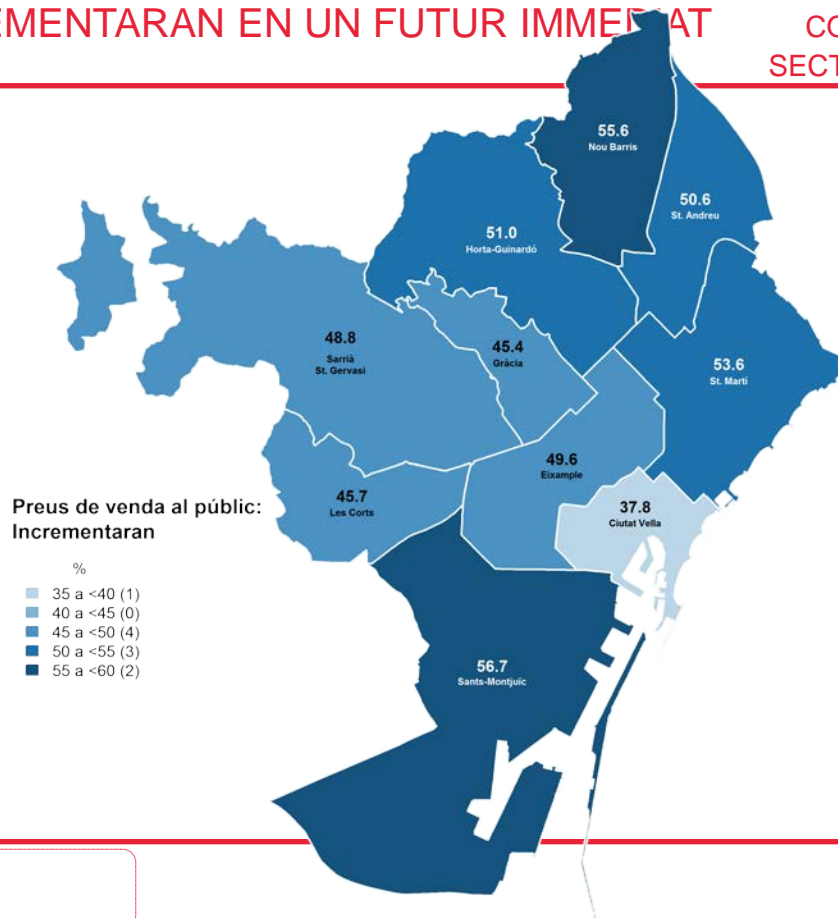 EMENTARAN EN UN FUTUR IMMEDIAT
CO
SECT
55.6
Nou Barris
50.6
St. Andreu
51.0
Horta-Guinardó
48.8
Sarrià
St. Gervasi
45.4
Gràcia
53.6
St. Martí
49.6
Eixample
45.7
Les Corts
37.8
Ciutat Vella
Preus de venda al públic:
Incrementaran
%
35 a <40 (1)
40 a <45 (0)
45 a <50 (4)
50 a <55 (3)
55 a <60 (2)
56.7
Sants-Montjuïc